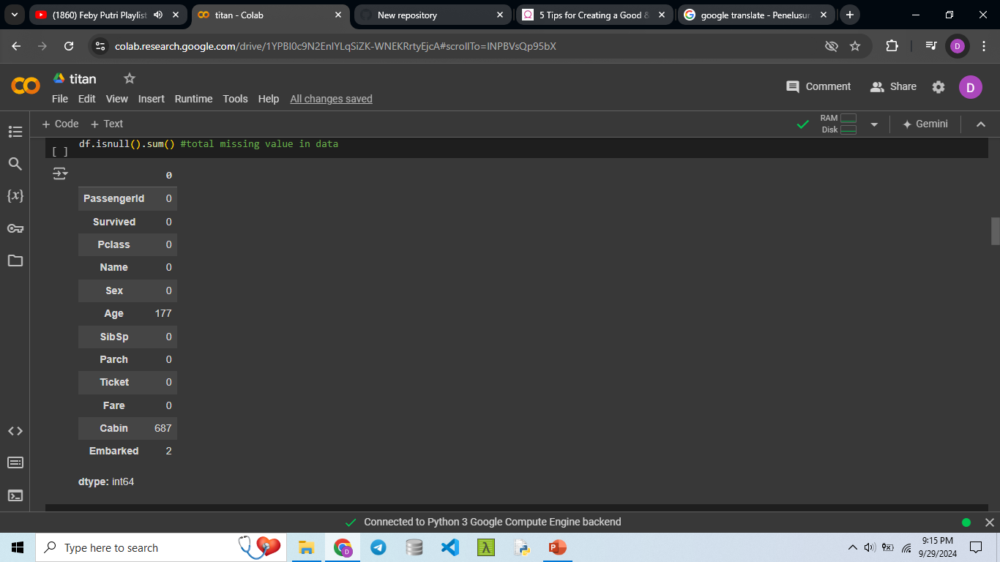 (1860) Feby Putri Playlist
titan - Colab
New repository
5 Tips for Creating a Good &
google translate - Penelusur
colab.research.google.com/drive/1YPBI0c9N2EnIYLqSiZK-WNEKRrtyEjcA#scrollTo=INPBVsQp95bX
D
titan
File Edit View Insert Runtime Tools Help All changes saved
Comment
Share
D
+ Code + Text
RAM
Disk
Gemini
df.isnull().sum() #total missing value in data
[ ]
0
PassengerId 0
Survived 0
Pclass 0
Name 0
Sex 0
Age 177
SibSp 0
Parch 0
Ticket 0
Fare 0
Cabin 687
Embarked 2
dtype: int64
{x}
Connected to Python 3 Google Compute Engine backend
Type here to search
9:15 PM
9/29/2024